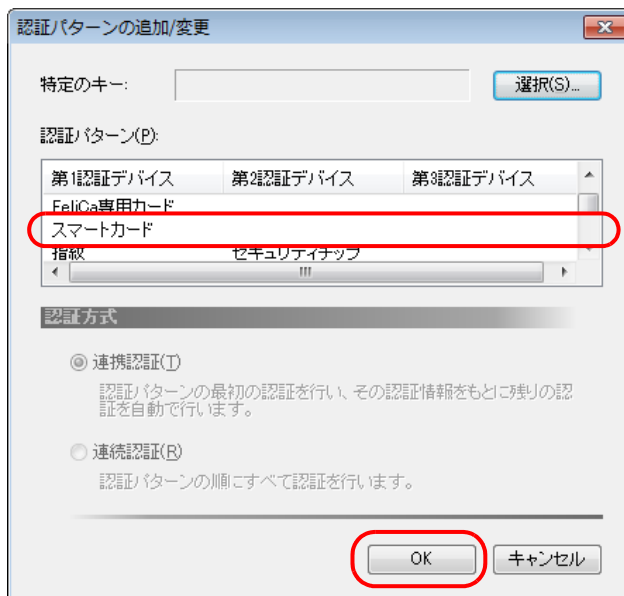 認証パターンの追加/変更
特定のキー:
選択(S)...
認証パターン(P):
第1認証デバイス 第2認証デバイス 第3認証デバイス
FeliCa専用カード
スマートカード
指紋 セキュリティチップ
認証方式
連携認証(T)
認証パターンの最初の認証を行い、その認証情報をもとに残りの認
証を自動で行います。
連続認証(R)
認証パターンの順にすべて認証を行います。
OK キャンセル